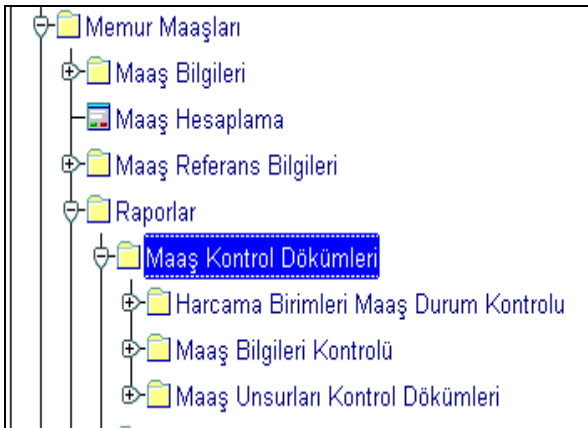 Memur Maaşları
Maaş Bilgileri
Maaş Hesaplama
Maaş Referans Bilgileri
Raporlar
Maaş Kontrol Dökümleri
Harcama Birimleri Maaş Durum Kontrolu
Maaş Bilgileri Kontrolü
Maaş Unsurları Kontrol Dökümleri